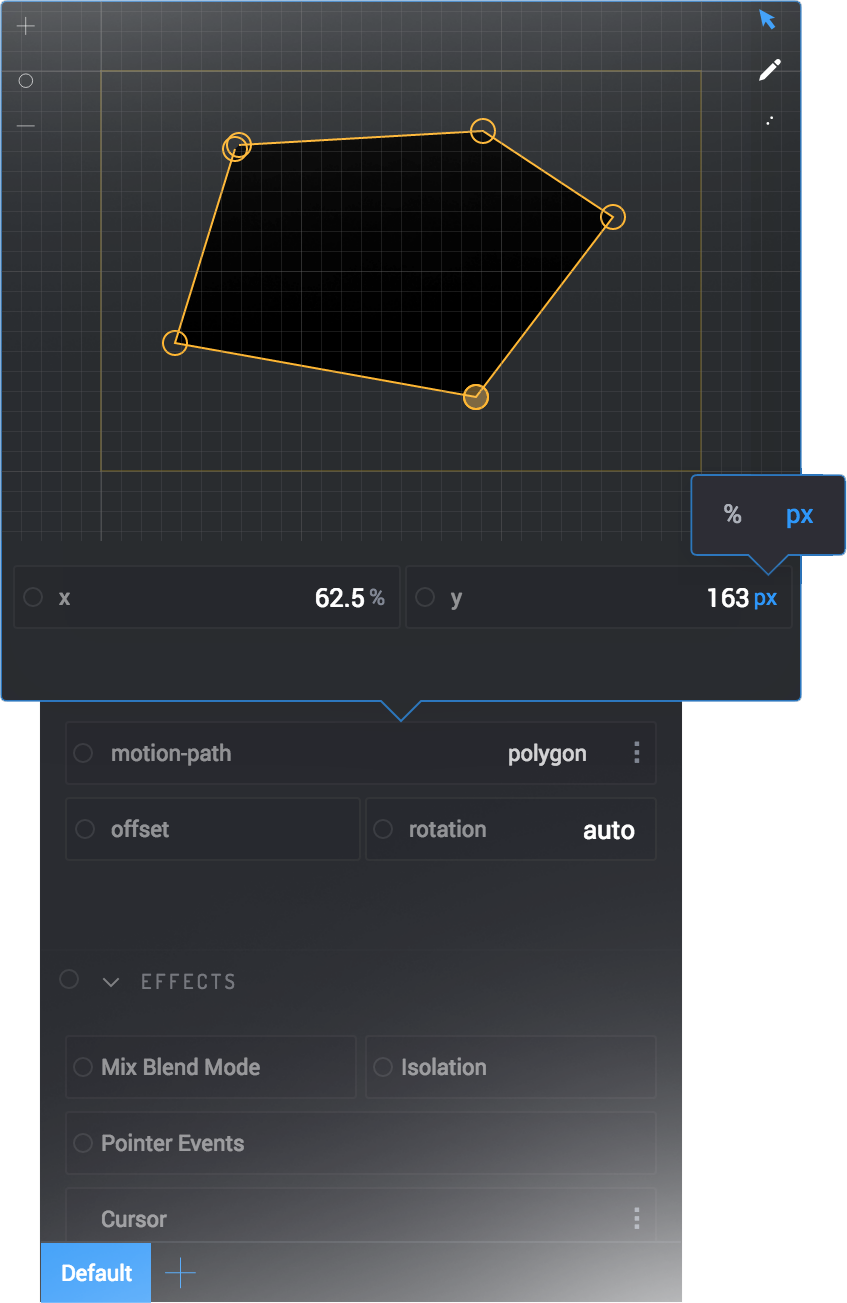 % px
x 62.5 % y 163 px
motion-path polygon
offset rotation auto
EFFECTS
Mix Blend Mode Isolation
Pointer Events
Cursor
Default